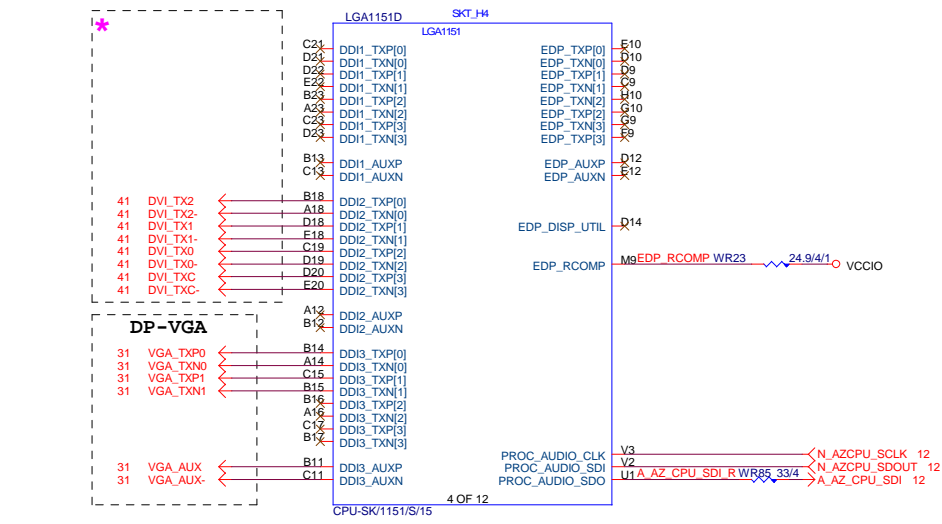 *
LGA1151D SKT_H4
LGA1151
C21 DDI1_TXP[0] EDP_TXP[0] E10
D21 DDI1_TXN[0] EDP_TXN[0] D10
D22 DDI1_TXP[1] EDP_TXP[1] D9
E22 DDI1_TXN[1] EDP_TXN[1] C9
B23 DDI1_TXP[2] EDP_TXN[2] H10
A23 DDI1_TXN[2] EDP_TXP[2] G10
C23 DDI1_TXP[3] EDP_TXN[3] G9
D23 DDI1_TXN[3] EDP_TXP[3] F9
B13 DDI1_AUXP EDP_AUXP D12
C13 DDI1_AUXN EDP_AUXN E12
41 DVI_TX2 B18 DDI2_TXP[0]
41 DVI_TX2- A18 DDI2_TXN[0]
41 DVI_TX1 D18 DDI2_TXP[1] EDP_DISP_UTIL D14
41 DVI_TX1- E18 DDI2_TXN[1]
41 DVI_TX0 C19 DDI2_TXP[2]
41 DVI_TX0- D19 DDI2_TXN[2] EDP_RCOMP M9 EDP_RCOMP WR23 24.9/4/1 VCCIO
41 DVI_TXC D20 DDI2_TXP[3]
41 DVI_TXC- E20 DDI2_TXN[3]
A12 DDI2_AUXP
B12 DDI2_AUXN
DP-VGA
31 VGA_TXP0 B14 DDI3_TXP[0]
31 VGA_TXN0 A14 DDI3_TXN[0]
31 VGA_TXP1 C15 DDI3_TXP[1]
31 VGA_TXN1 B15 DDI3_TXN[1]
B16 DDI3_TXP[2]
A16 DDI3_TXN[2]
C17 DDI3_TXP[3]
B17 DDI3_TXN[3]
PROC_AUDIO_CLK V3 N_AZCPU_SCLK 12
31 VGA_AUX B11 DDI3_AUXP PROC_AUDIO_SDI V2 N_AZCPU_SDOUT 12
31 VGA_AUX- C11 DDI3_AUXN PROC_AUDIO_SDO U1 A_AZ_CPU_SDI_R WR85 33/4 A_AZ_CPU_SDI 12
4 OF 12
CPU-SK/1151/S/15